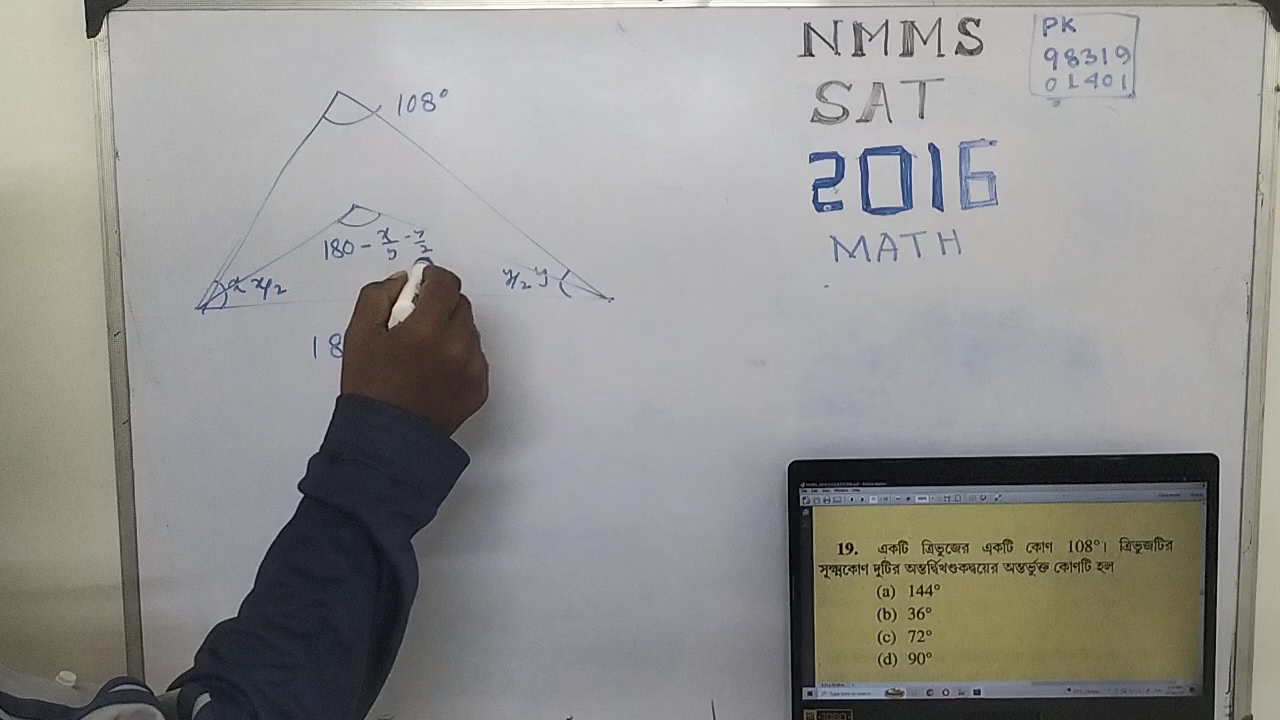 NMMS
SAT
2016
MATH
PK
98319
01401
108°
180 - x/2 - y/2
x x/2
y/2 y
18
19. একটি ত্রিভুজের একটি কোণ 108°। ত্রিভুজটির
সূক্ষ্মকোণ দুটির অন্তর্দ্বিখণ্ডকদ্বয়ের অন্তর্ভুক্ত কোণটি হল
(a) 144°
(b) 36°
(c) 72°
(d) 90°